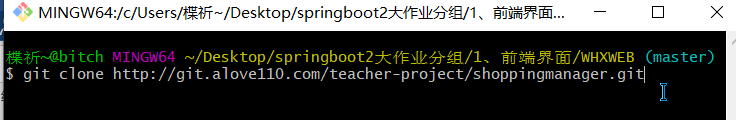 MINGW64:/c/Users/楪祈~/Desktop/springboot2大作业分组/1、前端界面/...
楪祈~@bitch MINGW64 ~/Desktop/springboot2大作业分组/1、前端界面/WHXWEB (master)
$ git clone http://git.alove110.com/teacher-project/shoppingmanager.git